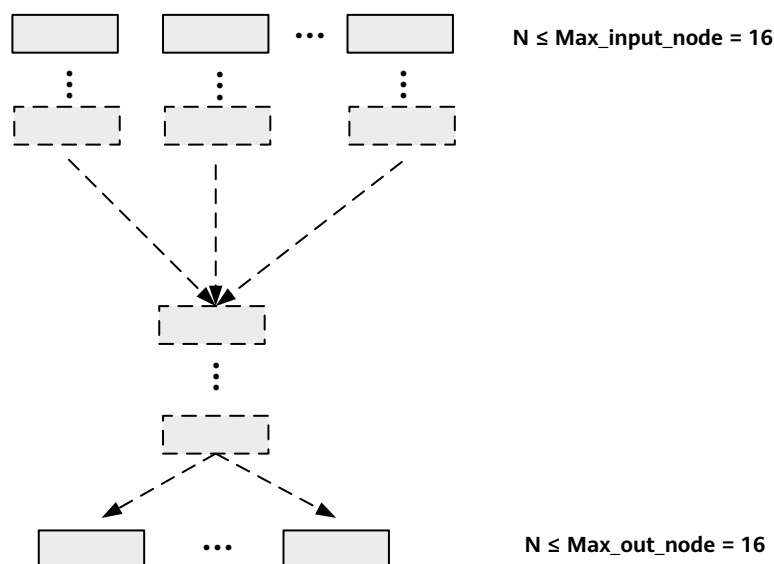 N ≤ Max_input_node = 16
N ≤ Max_out_node = 16